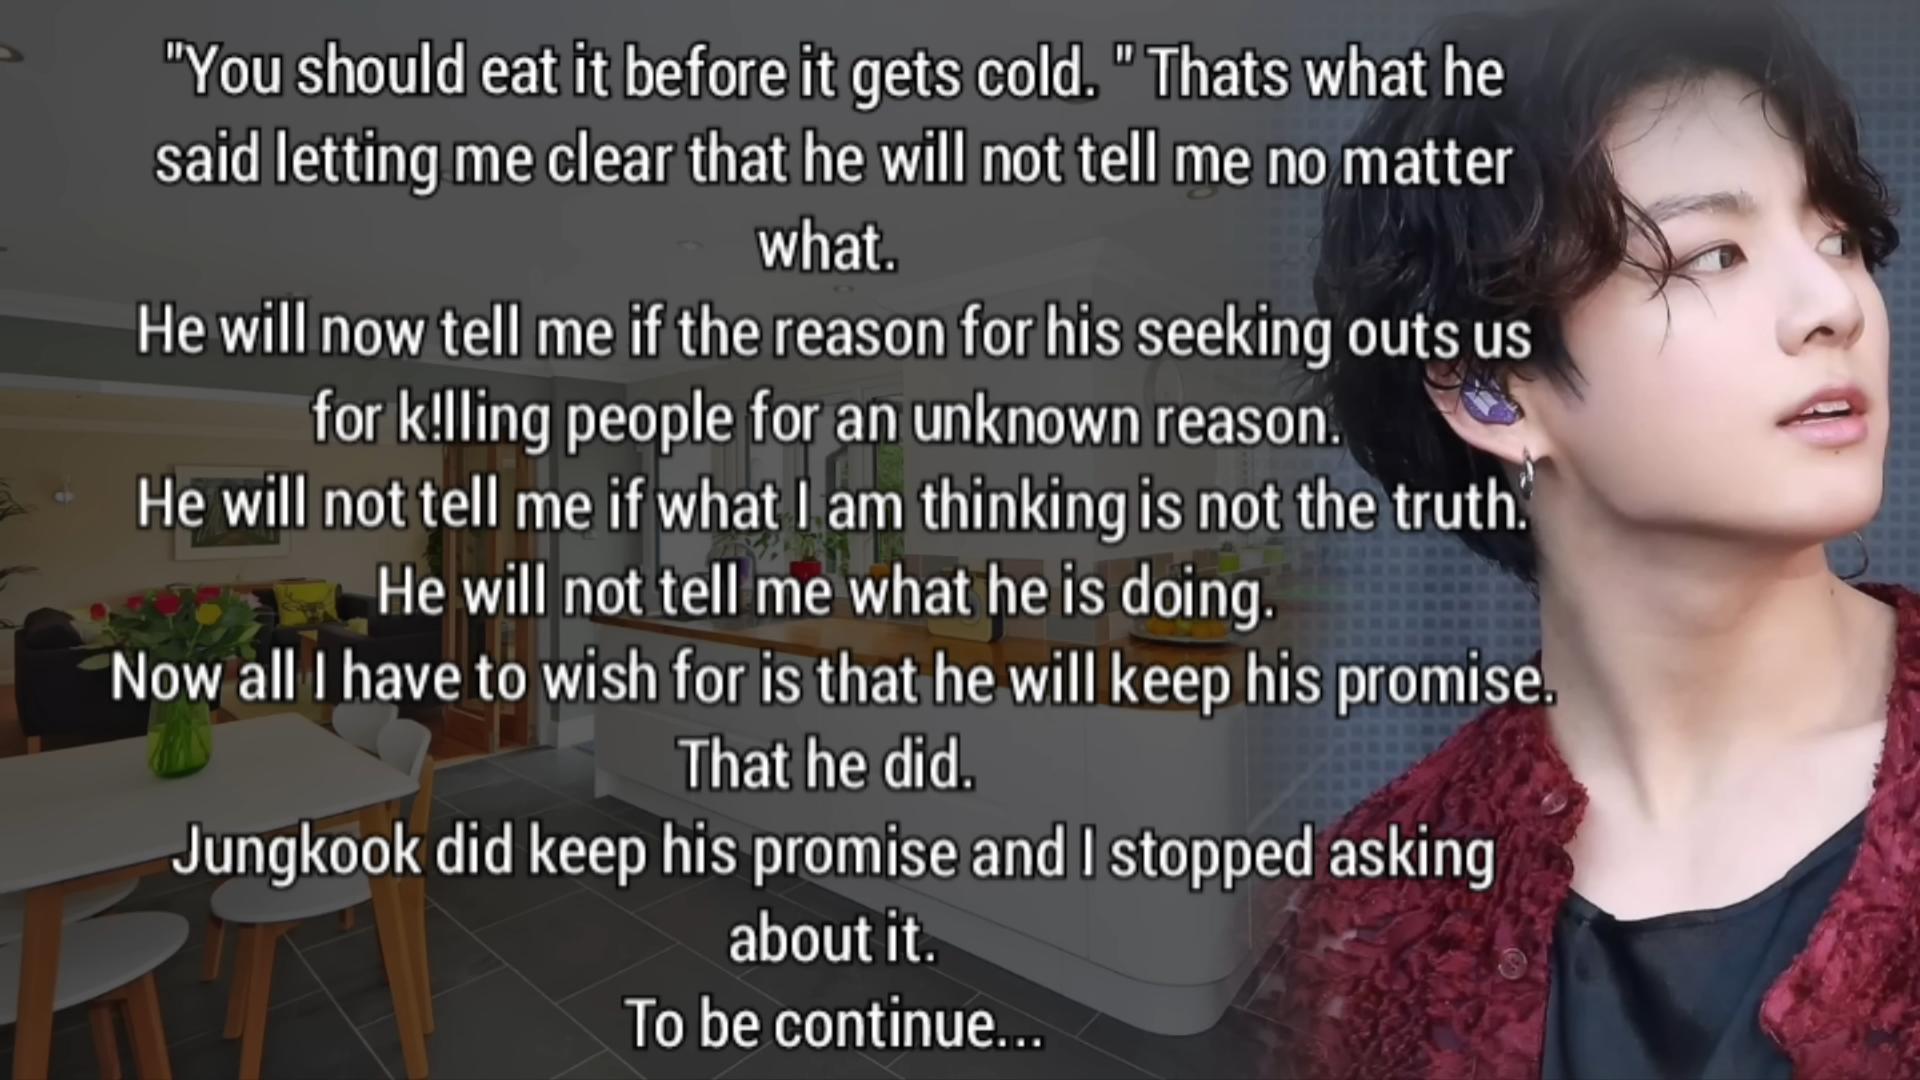 "You should eat it before it gets cold. " Thats what he
said letting me clear that he will not tell me no matter
what.
He will now tell me if the reason for his seeking outs us
for k!lling people for an unknown reason.
He will not tell me if what I am thinking is not the truth.
He will not tell me what he is doing.
Now all I have to wish for is that he will keep his promise.
That he did.
Jungkook did keep his promise and I stopped asking
about it.
To be continue...